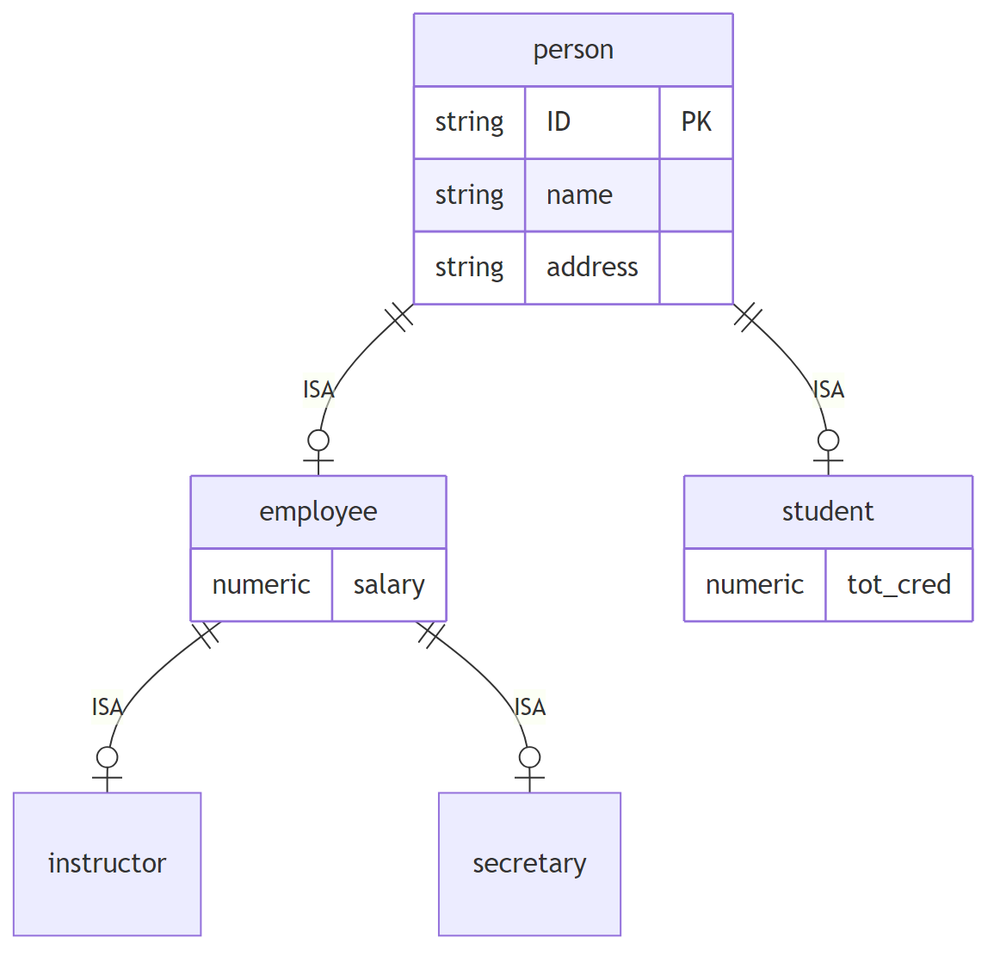 person
string ID PK
string name
string address
ISA ISA
employee student
numeric salary numeric tot_cred
ISA ISA
instructor secretary